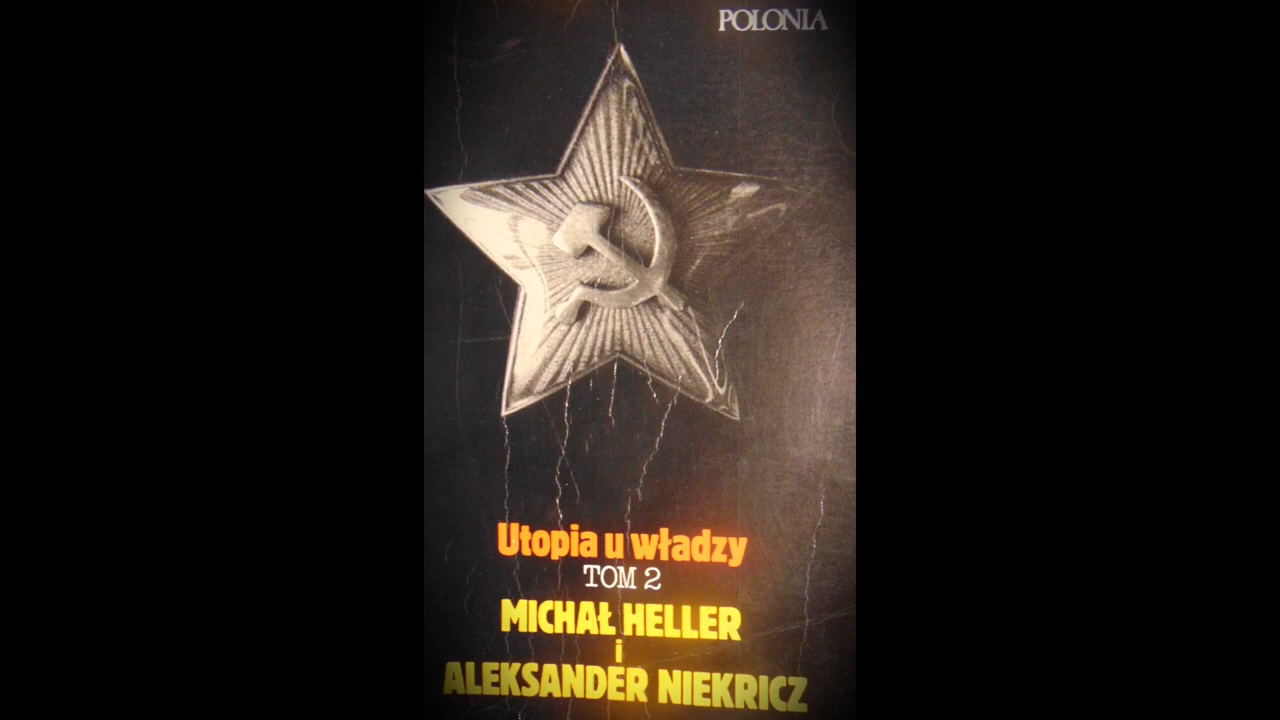 POLONIA
Utopia u władzy
TOM 2
MICHAŁ HELLER
i
ALEKSANDER NIEKRICZ